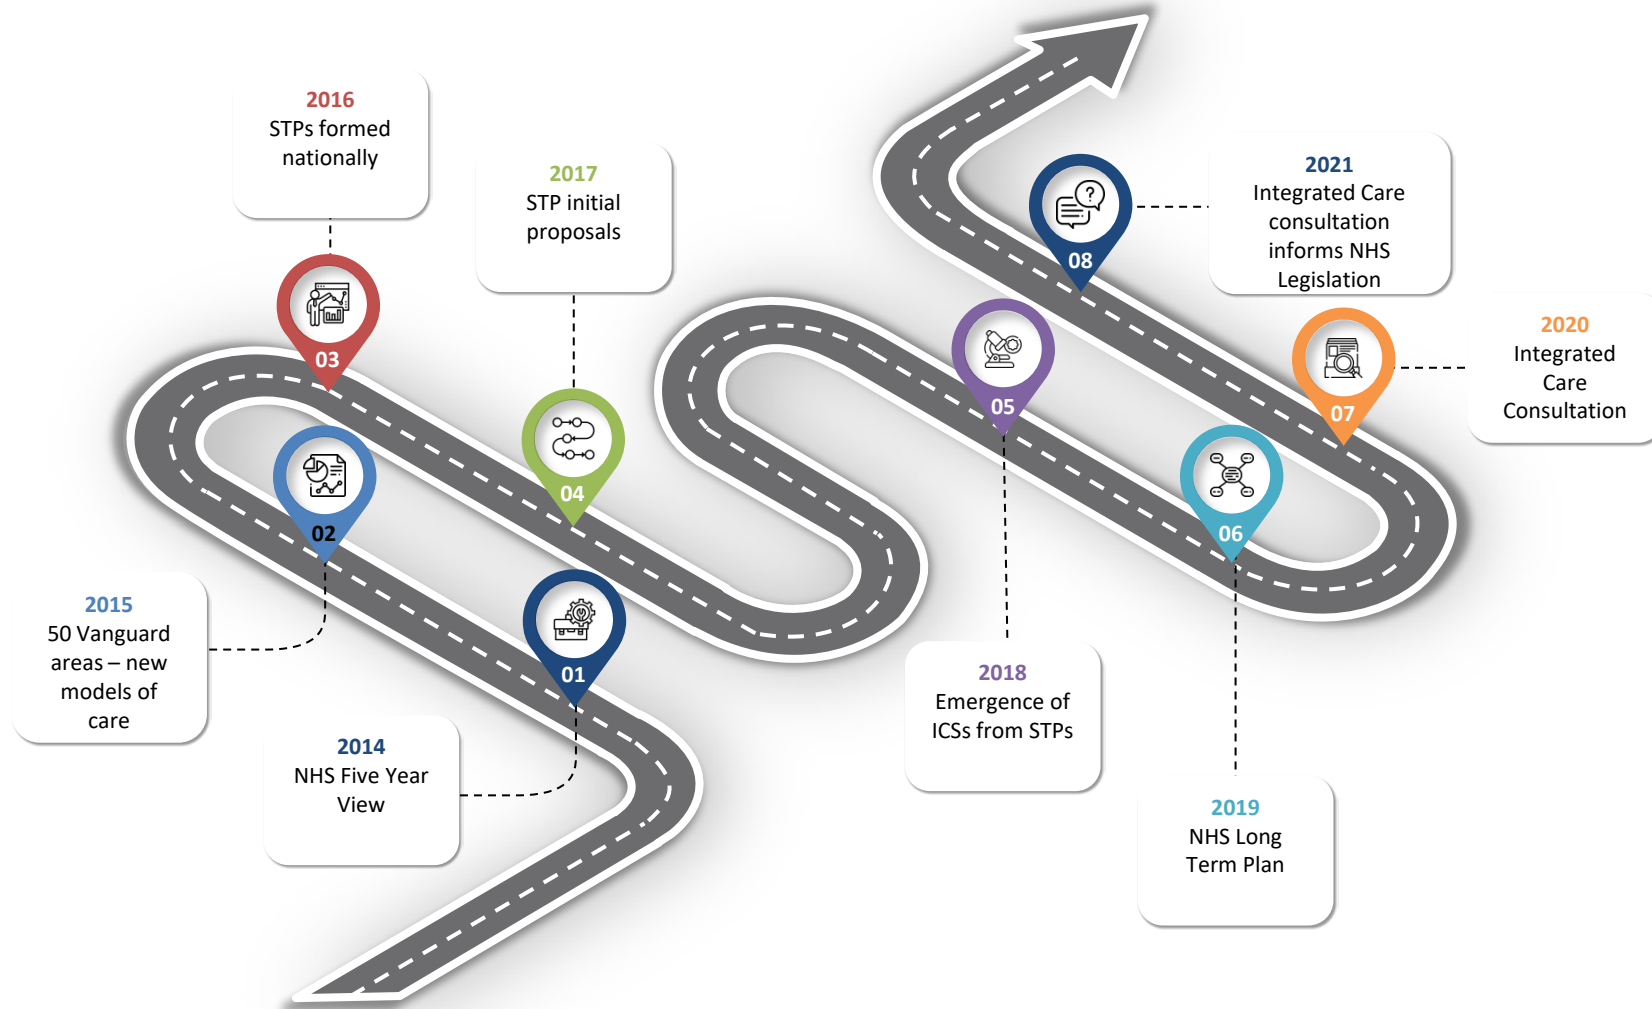 2016
STPs formed
nationally
03
2017
STP initial
proposals
04
2015
50 Vanguard
areas – new
models of
care
02
2014
NHS Five Year
View
01
2018
Emergence of
ICSs from STPs
05
2019
NHS Long
Term Plan
06
2020
Integrated
Care
Consultation
07
2021
Integrated Care
consultation
informs NHS
Legislation
08